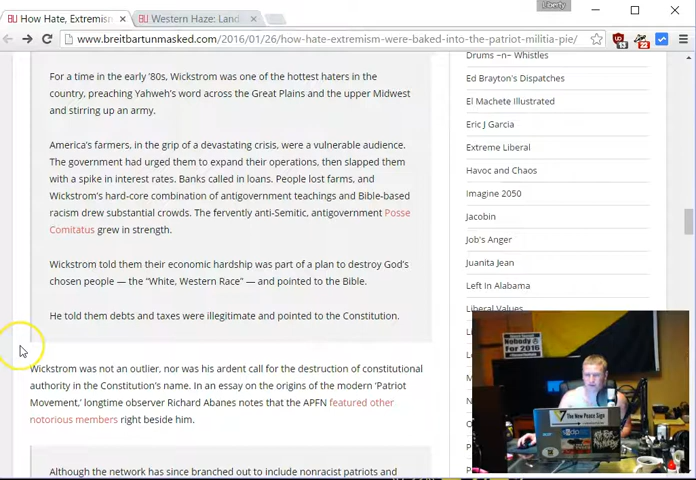 Liberty
How Hate, Extremism
Western Haze: Land
www.breitbartunmasked.com/2016/01/26/how-hate-extremism-were-baked-into-the-patriot-militia-pie/
For a time in the early '80s, Wickstrom was one of the hottest haters in the
country, preaching Yahweh's word across the Great Plains and the upper Midwest
and stirring up an army.
America's farmers, in the grip of a devastating crisis, were a vulnerable audience.
The government had urged them to expand their operations, then slapped them
with a spike in interest rates. Banks called in loans. People lost farms, and
Wickstrom's hard-core combination of antigovernment teachings and Bible-based
racism drew substantial crowds. The fervently anti-Semitic, antigovernment Posse
Comitatus grew in strength.
Wickstrom told them their economic hardship was part of a plan to destroy God's
chosen people — the "White, Western Race" — and pointed to the Bible.
He told them debts and taxes were illegitimate and pointed to the Constitution.
Wickstrom was not an outlier, nor was his ardent call for the destruction of constitutional
authority in the Constitution's name. In an essay on the origins of the modern 'Patriot
Movement,' longtime observer Richard Abanes notes that the APFN featured other
notorious members right beside him.
Although the network has since branched out to include nonracist patriots and
Drums ~n~ Whistles
Ed Brayton's Dispatches
El Machete Illustrated
Eric J Garcia
Extreme Liberal
Havoc and Chaos
Imagine 2050
Jacobin
Job's Anger
Juanita Jean
Left in Alabama
Liberal Values
Nobody
For 2016
The New Peace Sign